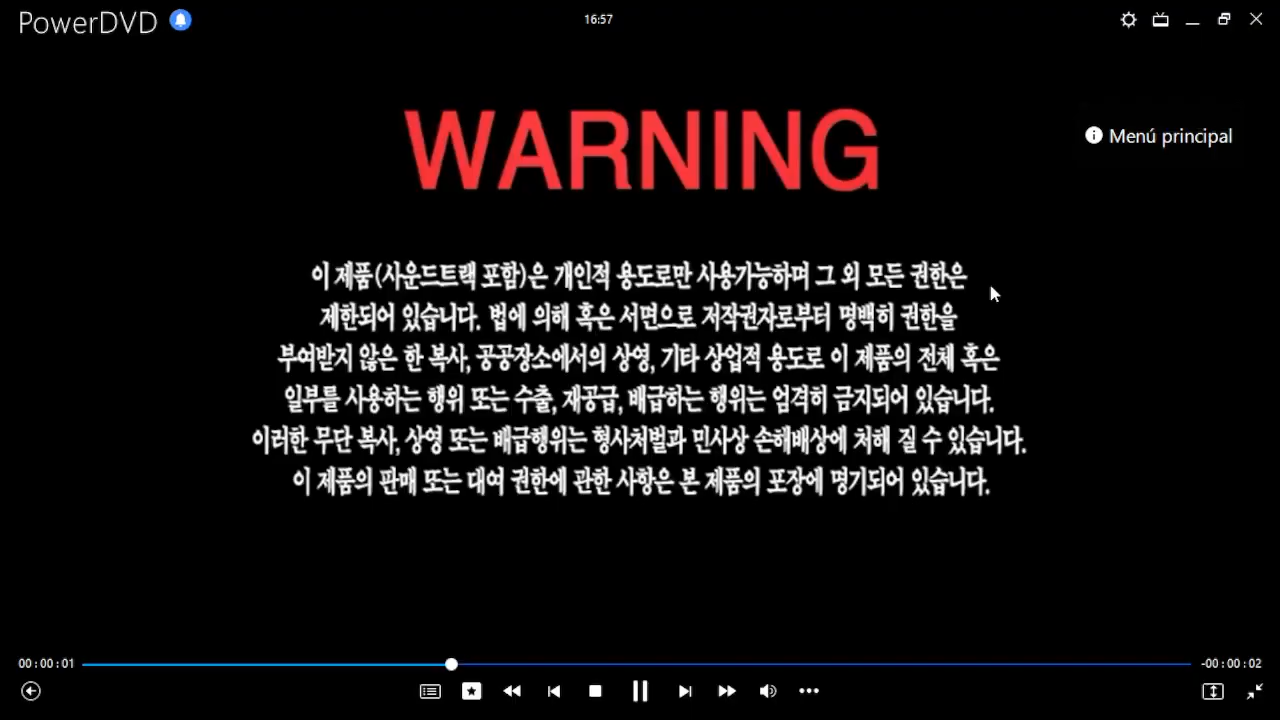 PowerDVD
16:57
WARNING
Menú principal
이 제품(사운드트랙 포함)은 개인적 용도로만 사용가능하며 그 외 모든 권한은
제한되어 있습니다. 법에 의해 혹은 서면으로 저작권자로부터 명백히 권한을
부여받지 않은 한 복사, 공공장소에서의 상영, 기타 상업적 용도로 이 제품의 전체 혹은
일부를 사용하는 행위 또는 수출, 재공급, 배급하는 행위는 엄격히 금지되어 있습니다.
이러한 무단 복사, 상영 또는 배급행위는 형사처벌과 민사상 손해배상에 처해 질 수 있습니다.
이 제품의 판매 또는 대여 권한에 관한 사항은 본 제품의 포장에 명기되어 있습니다.
00:00:01
-00:00:02